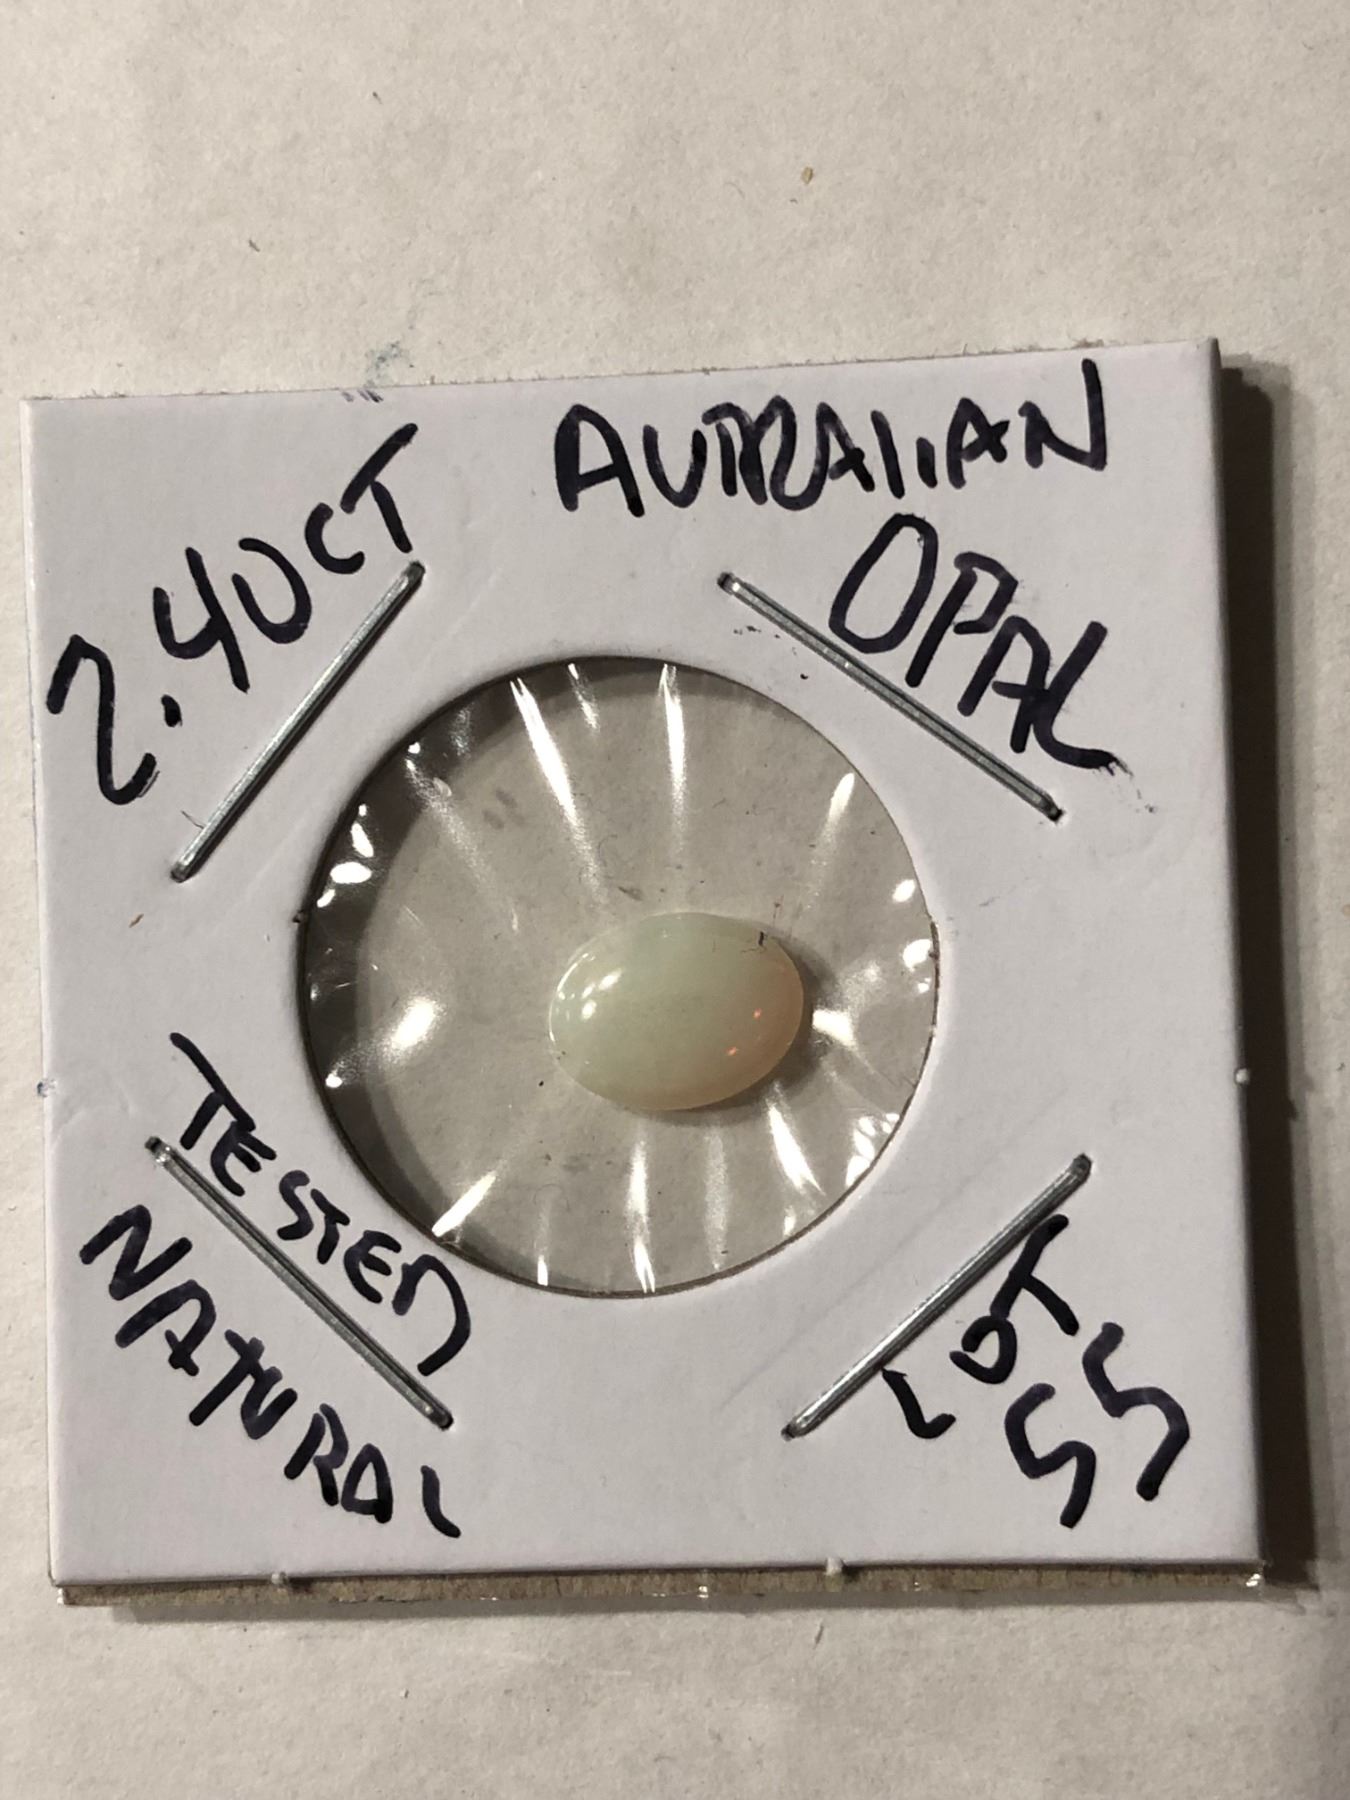 2.40CT
AUTRALIAN
OPAL
TESTED
NATURAL
LOT
55